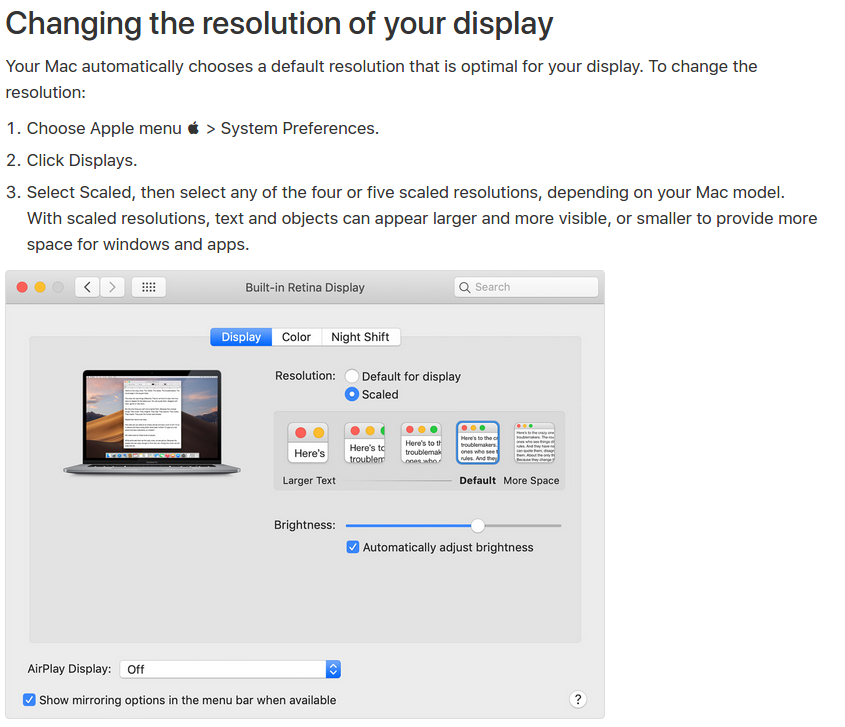 Changing the resolution of your display
Your Mac automatically chooses a default resolution that is optimal for your display. To change the
resolution:
1. Choose Apple menu  > System Preferences.
2. Click Displays.
3. Select Scaled, then select any of the four or five scaled resolutions, depending on your Mac model.
With scaled resolutions, text and objects can appear larger and more visible, or smaller to provide more
space for windows and apps.
Built-in Retina Display
Search
Display Color Night Shift
Resolution: Default for display
Scaled
Here's
Here's to
troublem
Here's to th
troublemak
ones who
Here's to the cr
troublemakers.
ones who see t
rules. And they
Here's to the crazy one
troublemakers. The rou
ones who see things di
rules. And they have no
can quote them, disagr
them. About the only th
Because they change t
Larger Text Default More Space
Brightness:
Automatically adjust brightness
AirPlay Display: Off
Show mirroring options in the menu bar when available
?